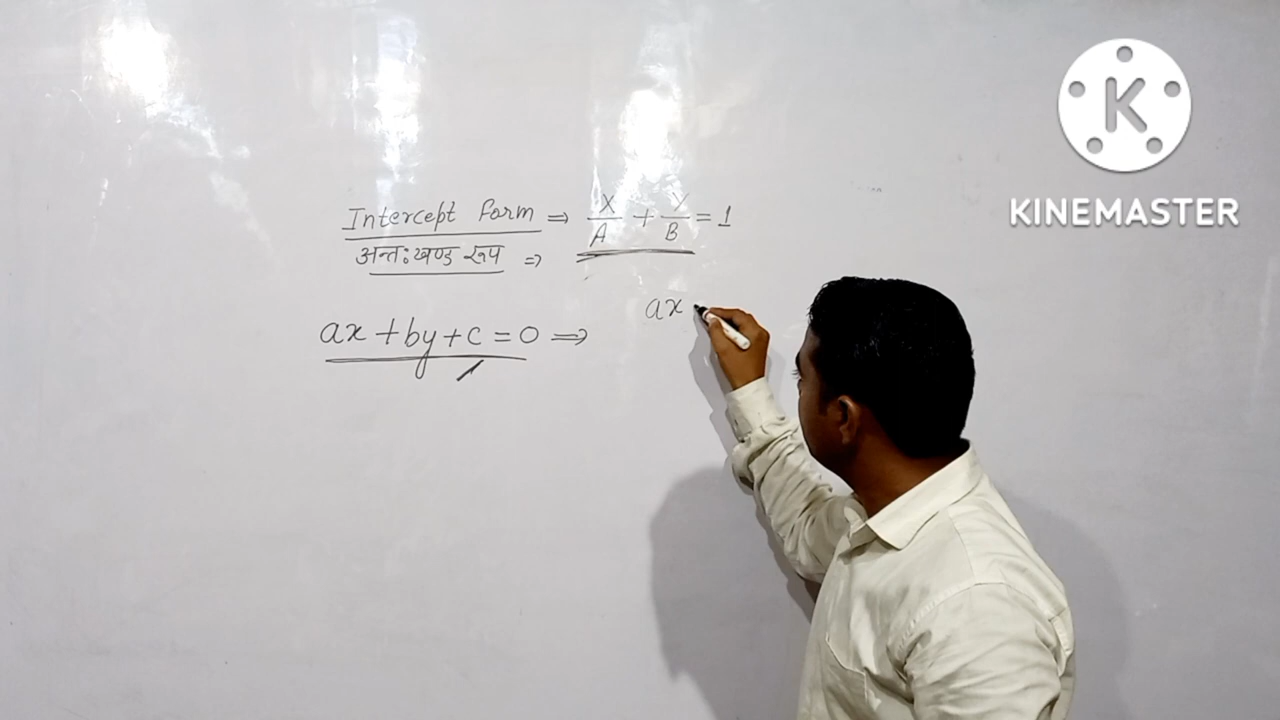 Intercept Form ⇒ X/A + Y/B = 1
अन्त:खण्ड रूप ⇒
ax + by + c = 0 ⇒
ax
KINEMASTER